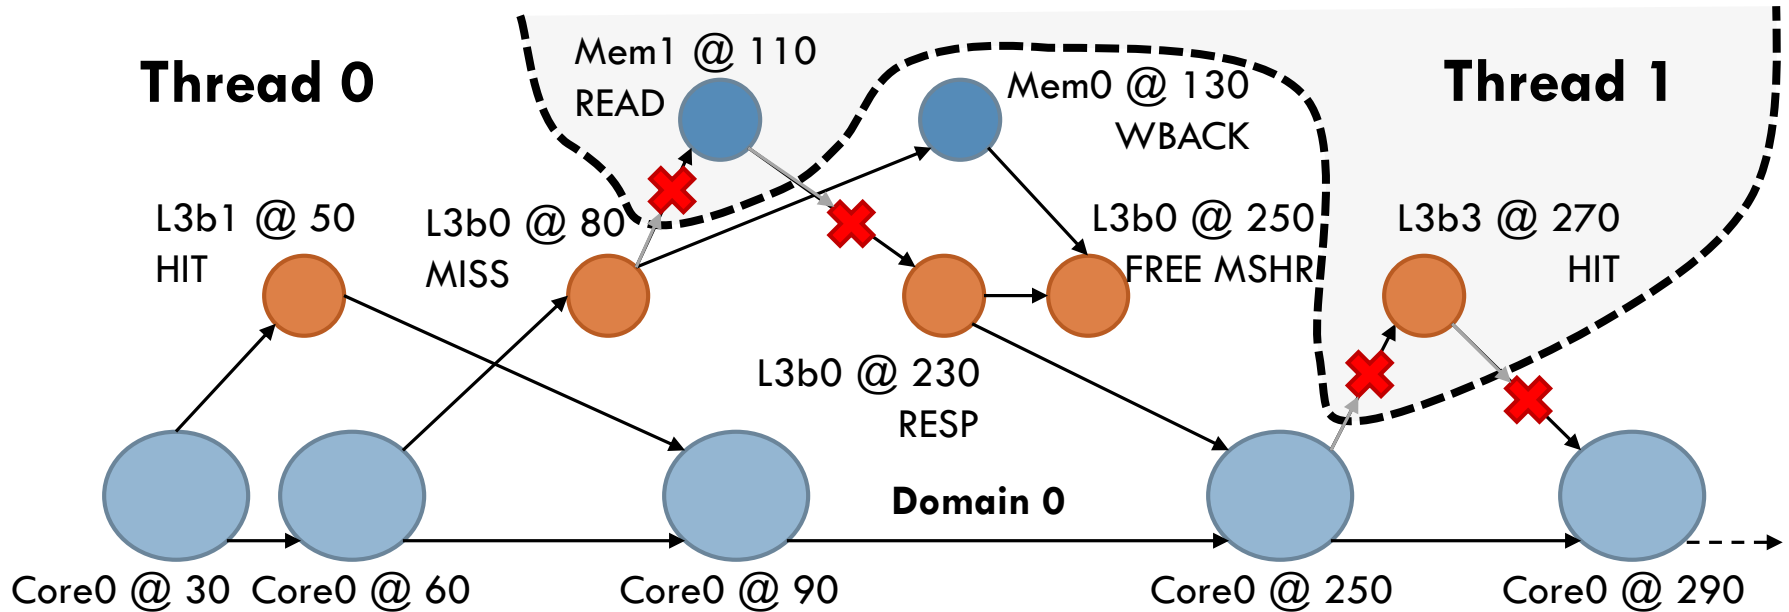 Thread 0
Mem1 @ 110
READ
Mem0 @ 130
WBACK
Thread 1
L3b1 @ 50
HIT
L3b0 @ 80
MISS
L3b0 @ 250
FREE MSHR
L3b3 @ 270
HIT
L3b0 @ 230
RESP
Domain 0
Core0 @ 30
Core0 @ 60
Core0 @ 90
Core0 @ 250
Core0 @ 290